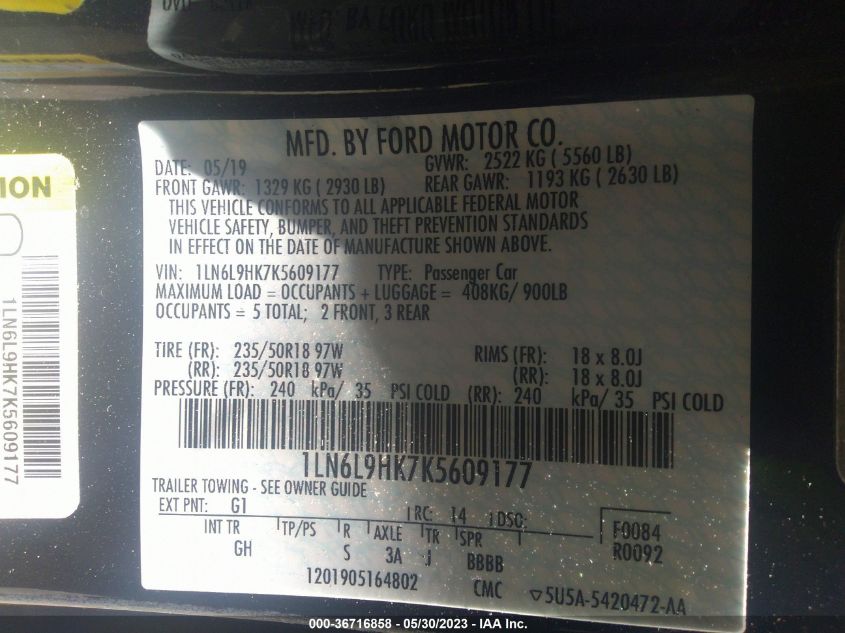 MFD. BY FORD MOTOR CO.
DATE: 05/19 GVWR: 2522 KG ( 5560 LB)
FRONT GAWR: 1329 KG ( 2930 LB) REAR GAWR: 1193 KG ( 2630 LB)
THIS VEHICLE CONFORMS TO ALL APPLICABLE FEDERAL MOTOR
VEHICLE SAFETY, BUMPER, AND THEFT PREVENTION STANDARDS
IN EFFECT ON THE DATE OF MANUFACTURE SHOWN ABOVE.
VIN: 1LN6L9HK7K5609177 TYPE: Passenger Car
MAXIMUM LOAD = OCCUPANTS + LUGGAGE = 408KG/ 900LB
OCCUPANTS = 5 TOTAL; 2 FRONT, 3 REAR
TIRE (FR): 235/50R18 97W RIMS (FR): 18 x 8.0J
(RR): 235/50R18 97W (RR): 18 x 8.0J
PRESSURE (FR): 240 kPa/ 35 PSI COLD (RR): 240 kPa/ 35 PSI COLD
1LN6L9HK7K5609177
TRAILER TOWING - SEE OWNER GUIDE
EXT PNT: G1 RC: 14 DSO: F0084
INT TR TP/PS R AXLE TR SPR R0092
GH S 3A J BBBB
1201905164802 CMC ▽5U5A-5420472-AA
ION
1LN6L9HK7K5609177
000-36716858 - 05/30/2023 - IAA Inc.